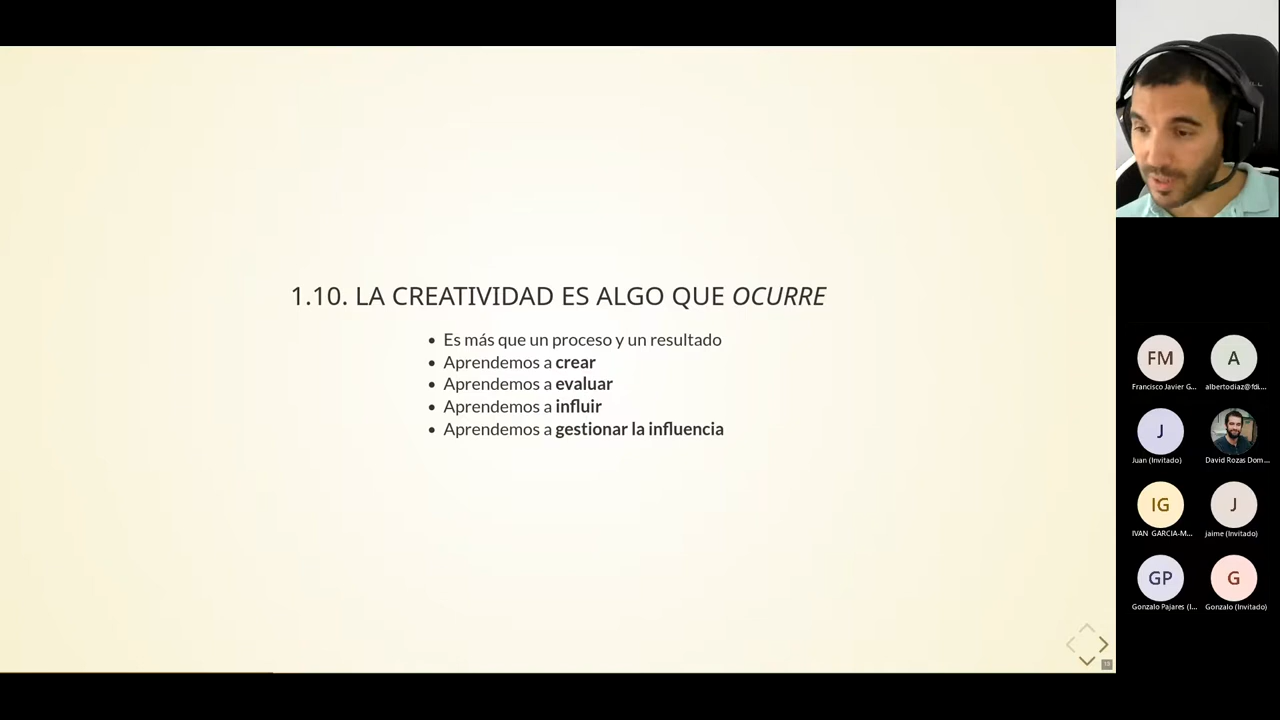 1.10. LA CREATIVIDAD ES ALGO QUE OCURRE
• Es más que un proceso y un resultado
• Aprendemos a crear
• Aprendemos a evaluar
• Aprendemos a influir
• Aprendemos a gestionar la influencia
FM
A
Francisco Javier G...
albertodiaz@fdi....
J
Juan (Invitado)
David Rozas Dom...
IG
J
IVAN GARCIA-M...
jaime (Invitado)
GP
G
Gonzalo Pajares (I...
Gonzalo (Invitado)